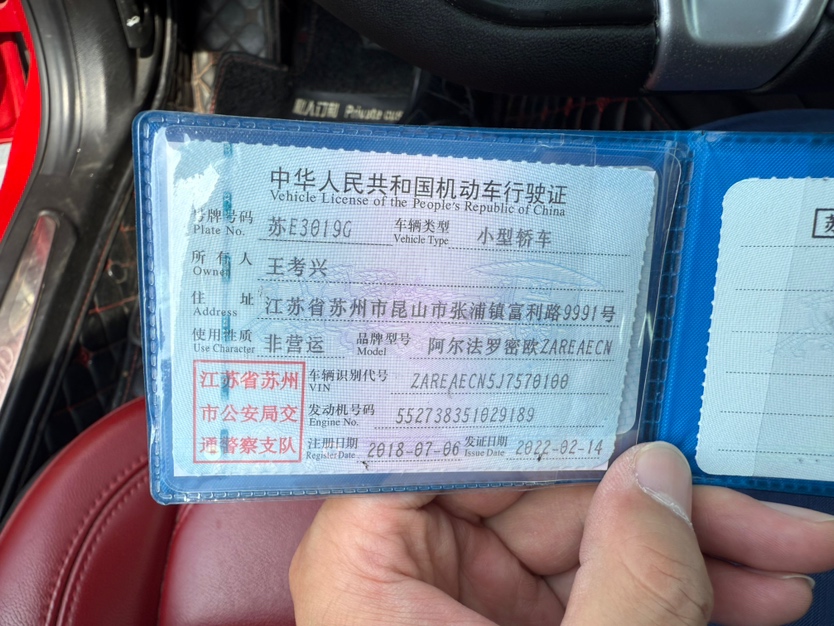 私人订制 Private cus
中华人民共和国机动车行驶证
Vehicle License of the People's Republic of China
号牌号码 苏E3019G 车辆类型 小型轿车
Plate No. Vehicle Type
所有人 王考兴
Owner
住址 江苏省苏州市昆山市张浦镇富利路9991号
Address
使用性质 非营运 品牌型号 阿尔法罗密欧ZAREAECN
Use Character Model
江苏省苏州
市公安局交
通警察支队
车辆识别代号 ZAREAECN5J7570100
VIN
发动机号码 552738351029189
Engine No.
注册日期 2018-07-06 发证日期 2022-02-14
Register Date Issue Date
苏